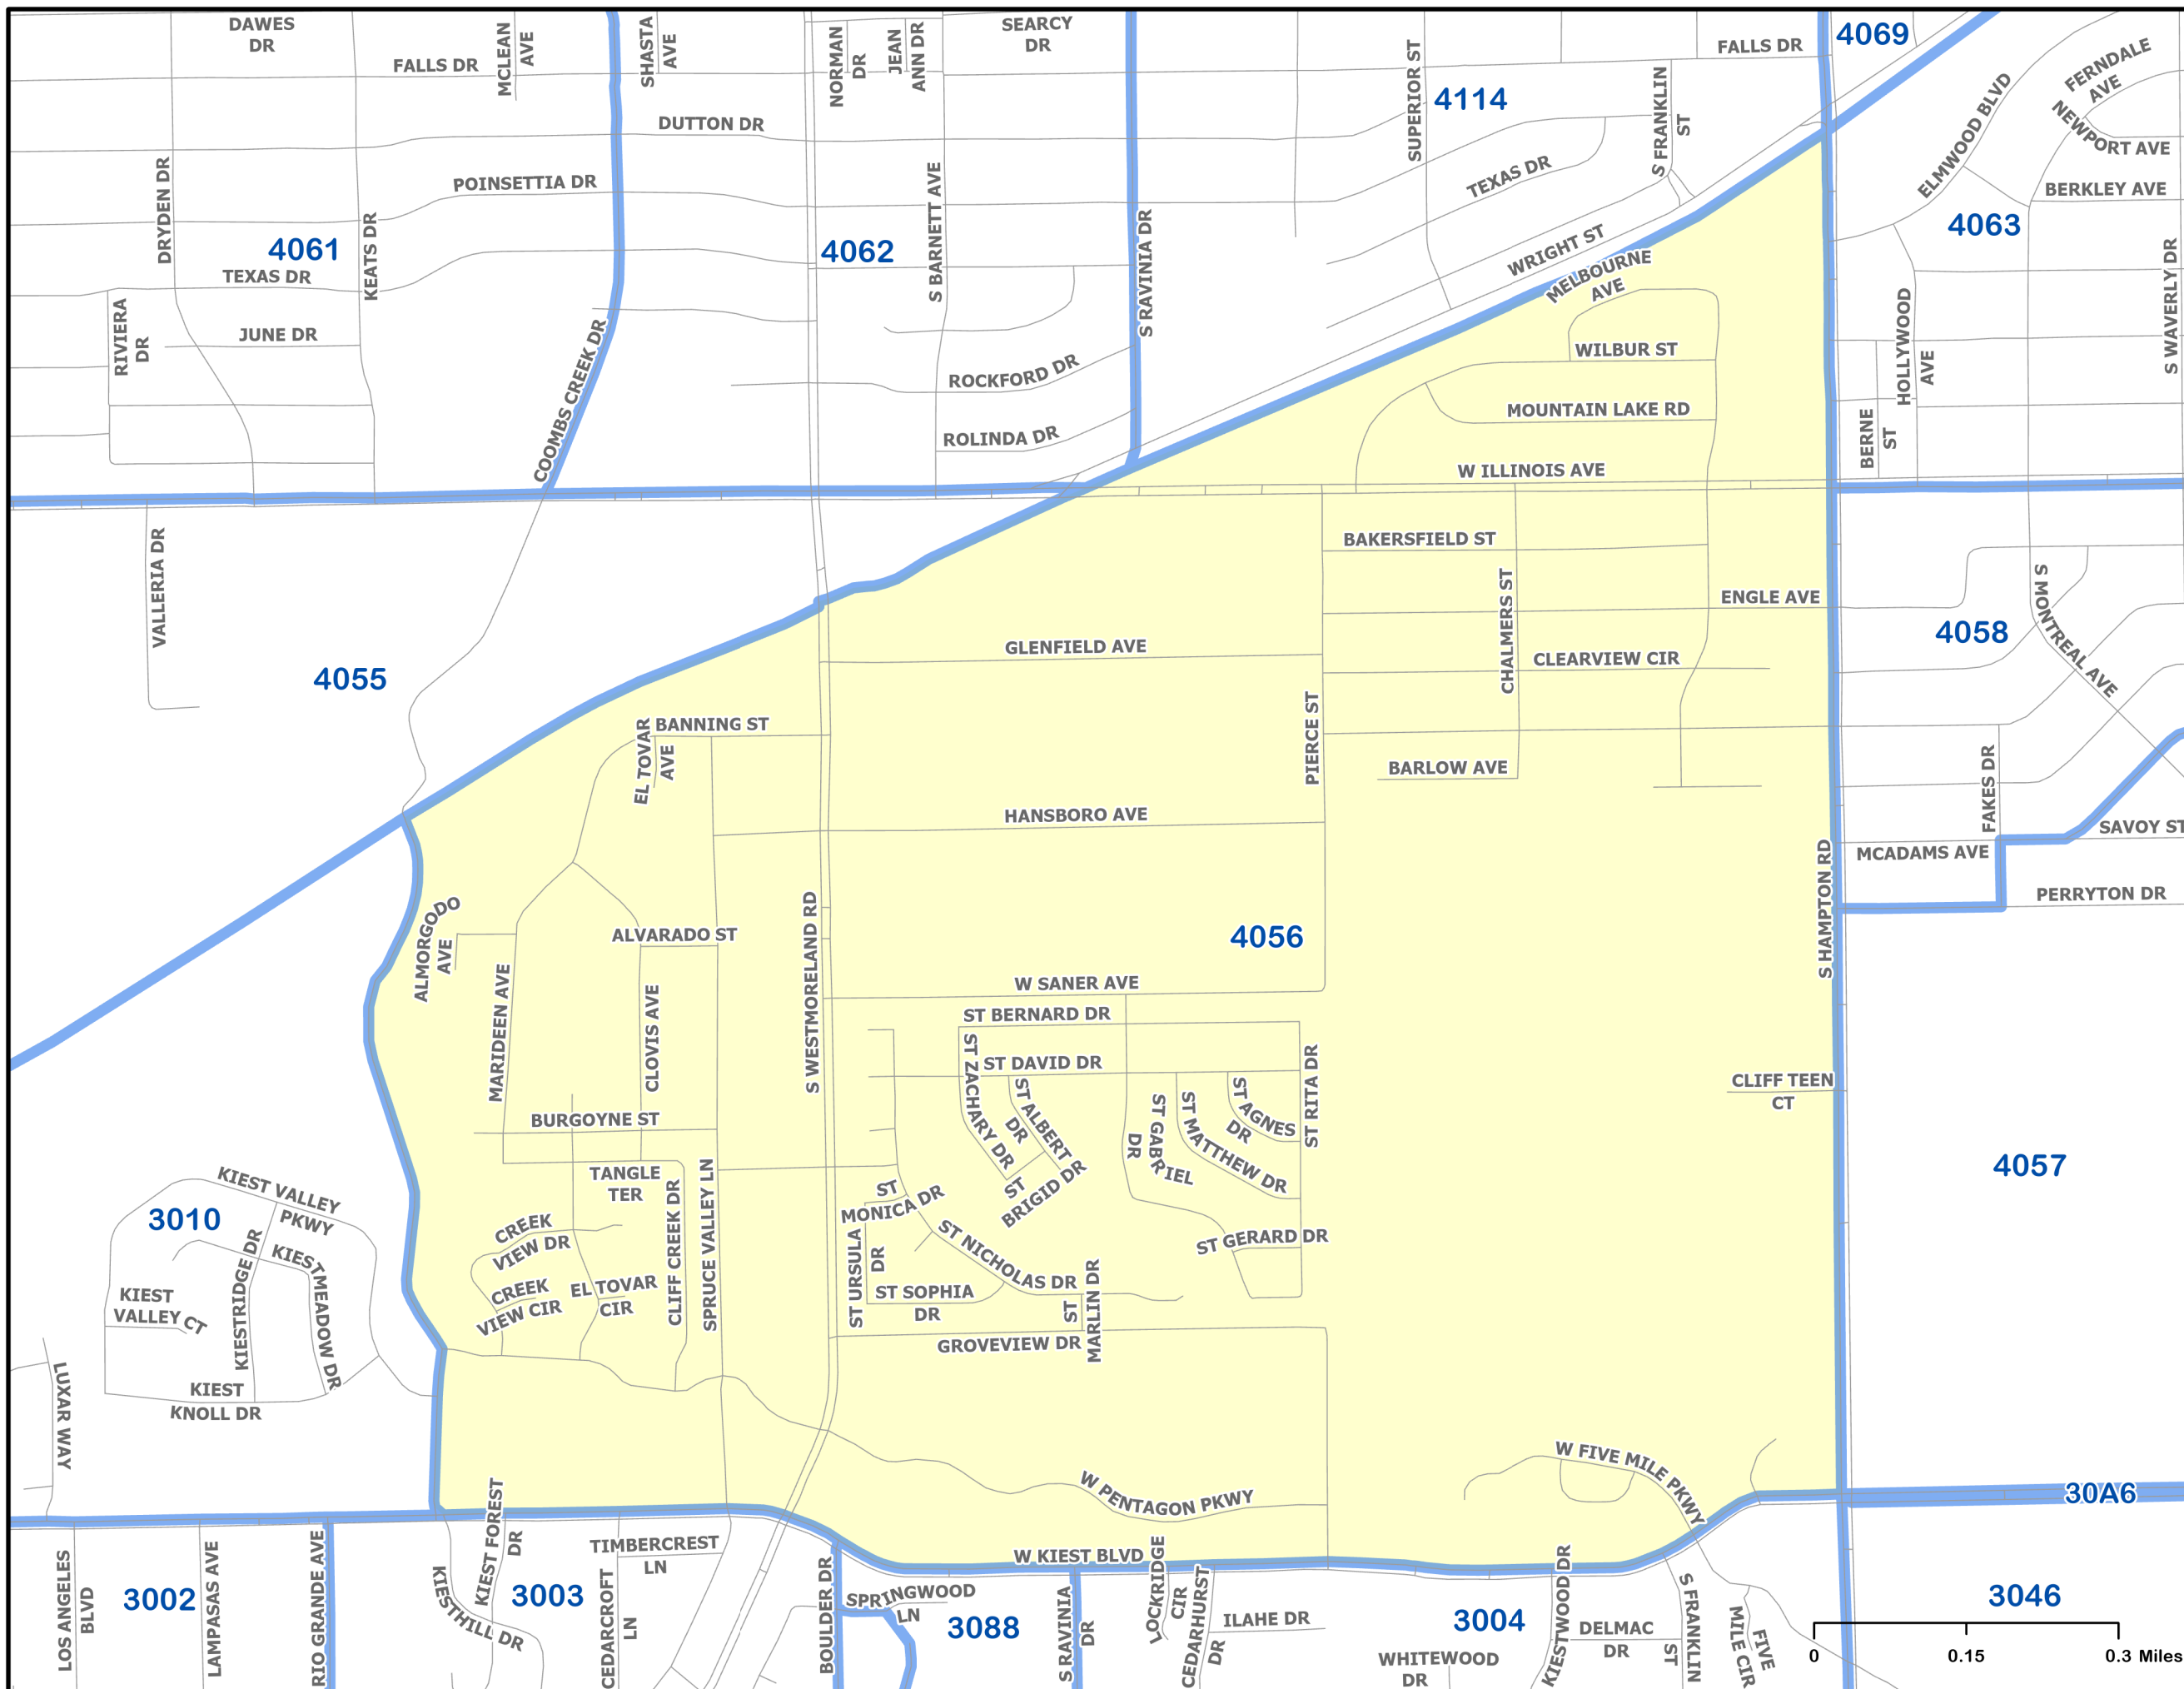 DAWES
DR
FALLS DR
MCLEAN
AVE
SHASTA
AVE
NORMAN
DR
JEAN
ANN DR
SEARCY
DR
SUPERIOR ST
4114
FALLS DR
4069
S FRANKLIN
ST
ELMWOOD BLVD
FERNDALE
AVE
NEWPORT AVE
BERKLEY AVE
DUTTON DR
POINSETTIA DR
DRYDEN DR
KEATS DR
4061
4062
S BARNETT AVE
S RAVINIA DR
TEXAS DR
WRIGHT ST
MELBOURNE
AVE
4063
S WAVERLY DR
TEXAS DR
RIVIERA
DR
JUNE DR
COOMBS CREEK DR
ROCKFORD DR
ROLINDA DR
WILBUR ST
MOUNTAIN LAKE RD
W ILLINOIS AVE
HOLLYWOOD
AVE
BERNE
ST
VALLERIA DR
4055
BAKERSFIELD ST
CHALMERS ST
ENGLE AVE
4058
S MONTREAL AVE
GLENFIELD AVE
CLEARVIEW CIR
BANNING ST
EL TOVAR
AVE
PIERCE ST
BARLOW AVE
FAKES DR
HANSBORO AVE
SAVOY ST
MCADAMS AVE
PERRYTON DR
S HAMPTON RD
ALMORGODO
AVE
ALVARADO ST
S WESTMORELAND RD
4056
MARIDEEN AVE
CLOVIS AVE
W SANER AVE
ST BERNARD DR
ST DAVID DR
ST ZACHARY DR
ST ALBERT
DR
ST GABRIEL
DR
ST MATTHEW DR
ST AGNES
DR
ST RITA DR
CLIFF TEEN
CT
BURGOYNE ST
TANGLE
TER
ST
BRIGID DR
4057
KIEST VALLEY
PKWY
3010
CREEK
VIEW DR
CLIFF CREEK DR
SPRUCE VALLEY LN
ST
MONICA DR
ST URSULA
DR
ST NICHOLAS DR
ST GERARD DR
KIESTRIDGE DR
KIESTMEADOW DR
KIEST
VALLEY CT
CREEK
VIEW CIR
EL TOVAR
CIR
ST SOPHIA
DR
ST
MARLIN DR
GROVEVIEW DR
LUXAR WAY
KIEST
KNOLL DR
W FIVE MILE PKWY
W PENTAGON PKWY
30A6
KIEST FOREST
DR
TIMBERCREST
LN
W KIEST BLVD
LOS ANGELES
BLVD
3002
LAMPASAS AVE
RIO GRANDE AVE
KIESTHILL DR
3003
CEDARCROFT
LN
BOULDER DR
SPRINGWOOD
LN
3088
S RAVINIA
DR
LOCKRIDGE
CIR
CEDARHURST
DR
ILAHE DR
3004
WHITEWOOD
DR
KIESTWOOD DR
DELMAC
DR
S FRANKLIN
ST
FIVE
MILE CIR
3046
0 0.15 0.3 Miles